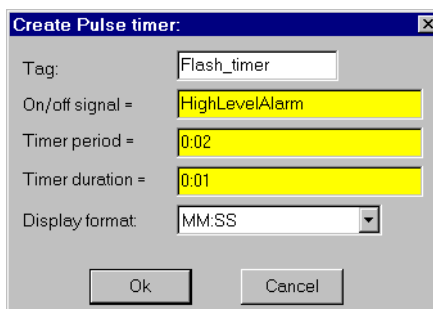 Create Pulse timer:
Tag: Flash_timer
On/off signal = HighLevelAlarm
Timer period = 0:02
Timer duration = 0:01
Display format: MM:SS
Ok Cancel